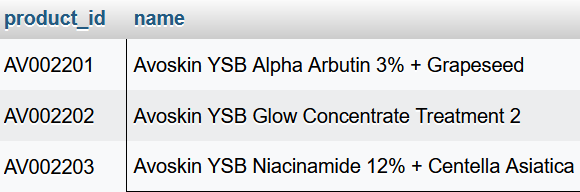 product_id name
AV002201 Avoskin YSB Alpha Arbutin 3% + Grapeseed
AV002202 Avoskin YSB Glow Concentrate Treatment 2
AV002203 Avoskin YSB Niacinamide 12% + Centella Asiatica